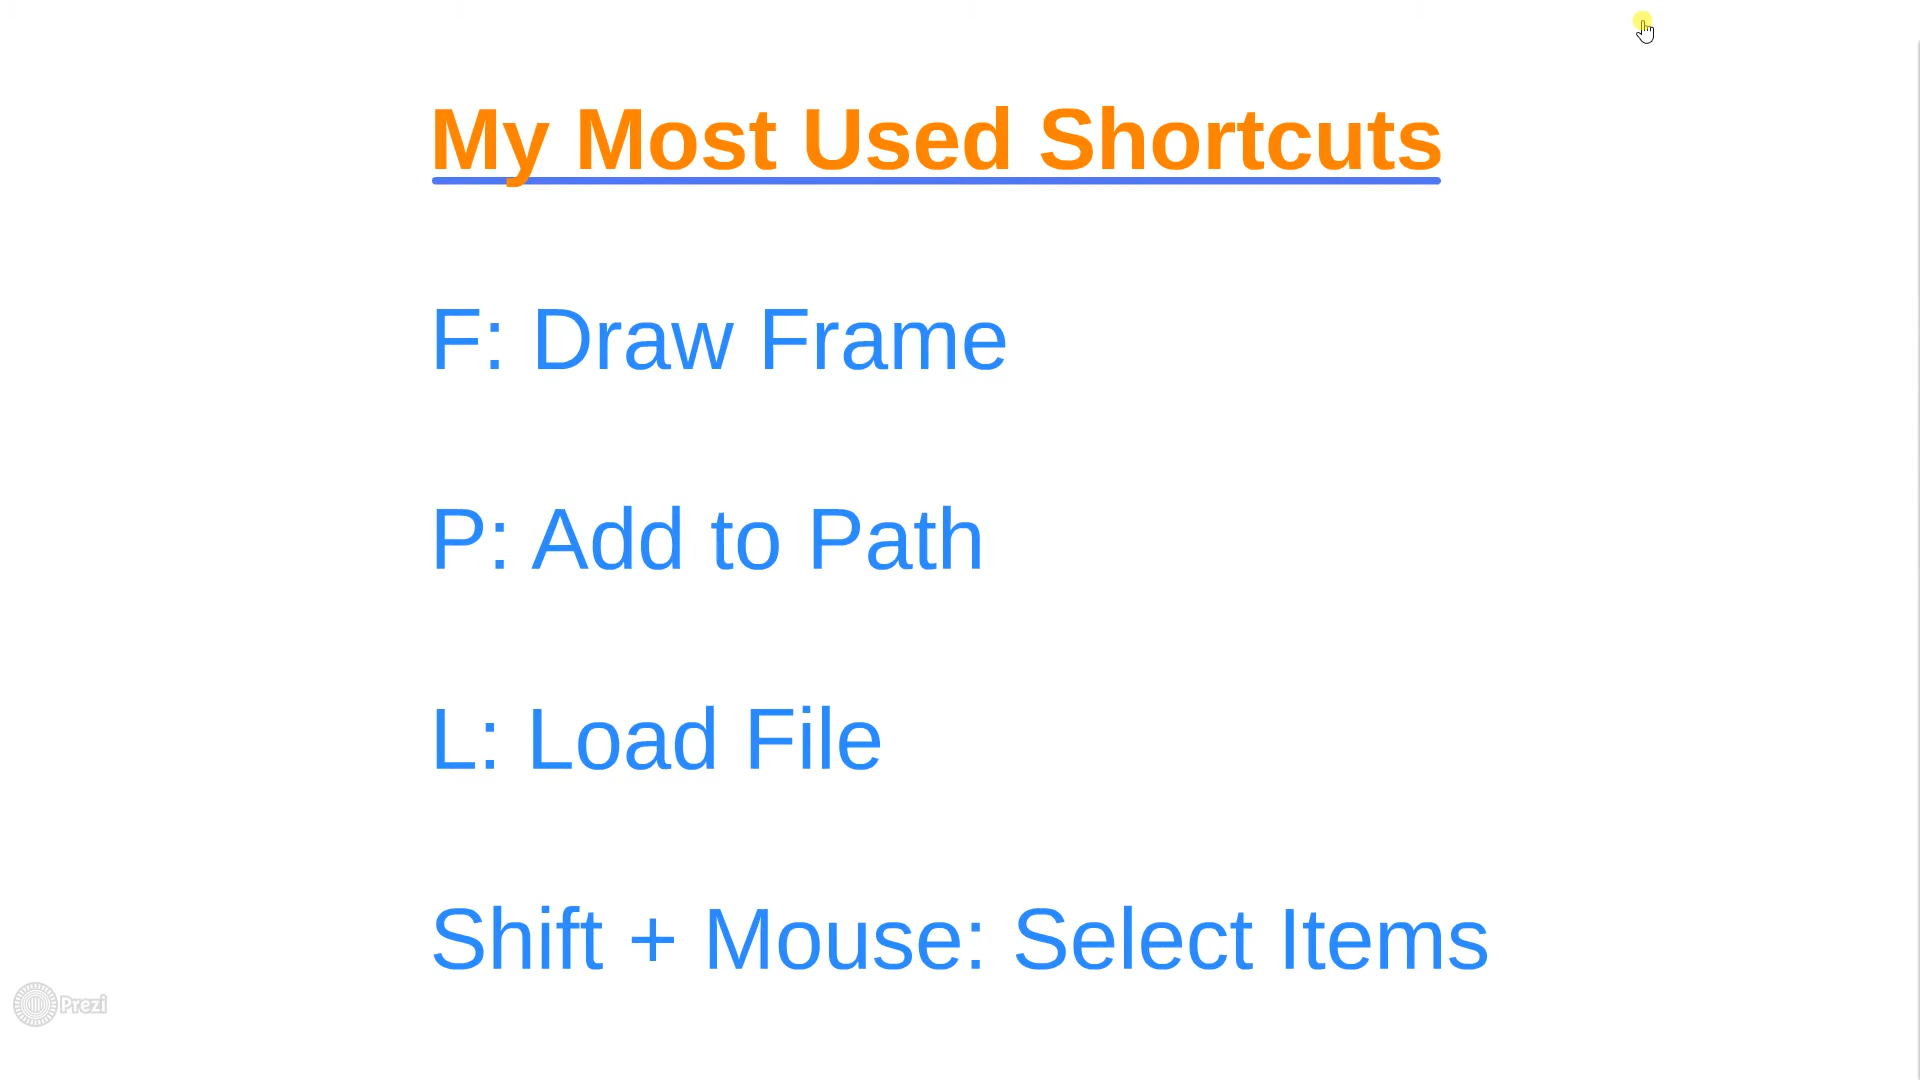 My Most Used Shortcuts
F: Draw Frame
P: Add to Path
L: Load File
Shift + Mouse: Select Items
Prezi